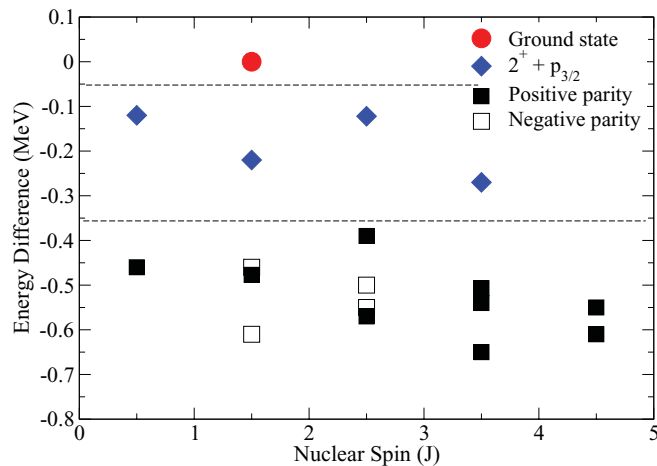 0.1
0
-0.1
-0.2
-0.3
-0.4
-0.5
-0.6
-0.7
-0.8
Energy Difference (MeV)
Ground state
2⁺ + p₃/₂
Positive parity
Negative parity
0 1 2 3 4 5
Nuclear Spin (J)